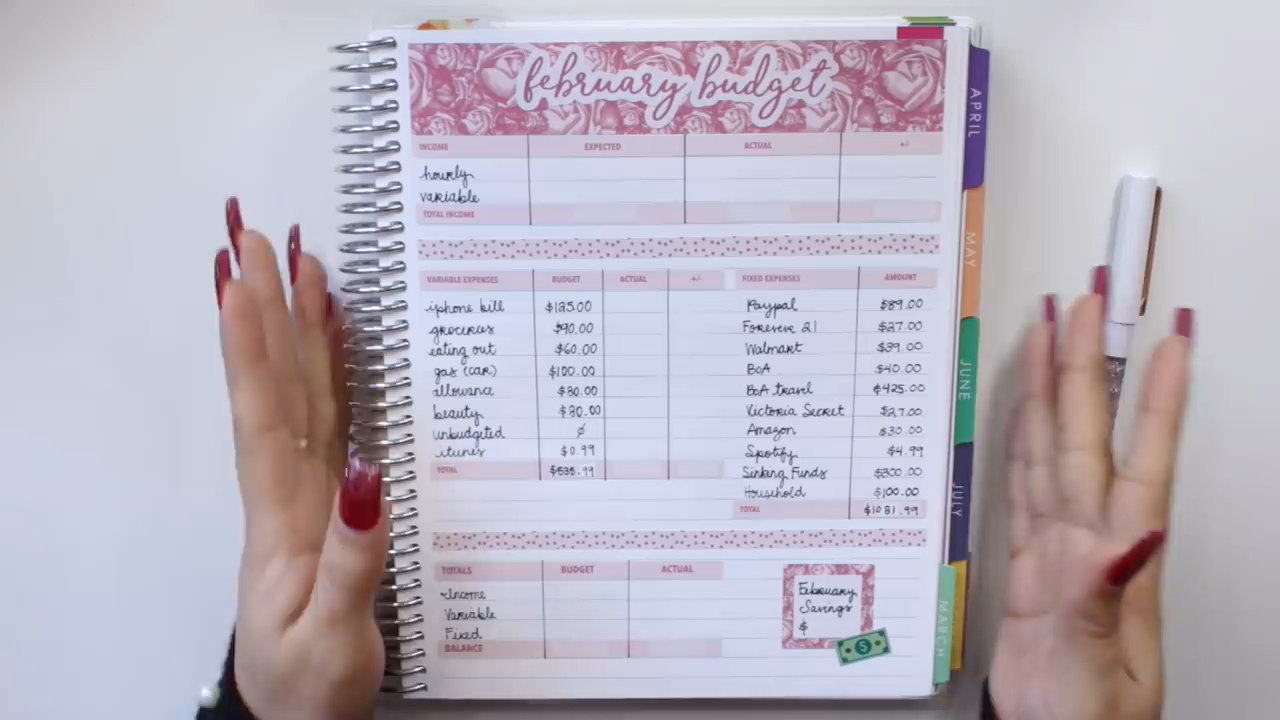 february budget
INCOME EXPECTED ACTUAL +/-
hourly
variable
TOTAL INCOME
VARIABLE EXPENSES BUDGET ACTUAL +/-
iphone bill $125.00
groceries $90.00
eating out $60.00
gas (car) $100.00
allowance $80.00
beauty $80.00
unbudgeted ø
itunes $0.99
TOTAL $535.99
FIXED EXPENSES AMOUNT
Paypal $89.00
Forever 21 $27.00
Walmart $39.00
BoA $40.00
BoA travel $425.00
Victoria Secret $27.00
Amazon $30.00
Spotify $4.99
Sinking Funds $300.00
Household $100.00
TOTAL $1081.99
TOTALS BUDGET ACTUAL
Income
Variable
Fixed
BALANCE
February
Savings
$
$
APRIL
MAY
JUNE
JULY
MARCH